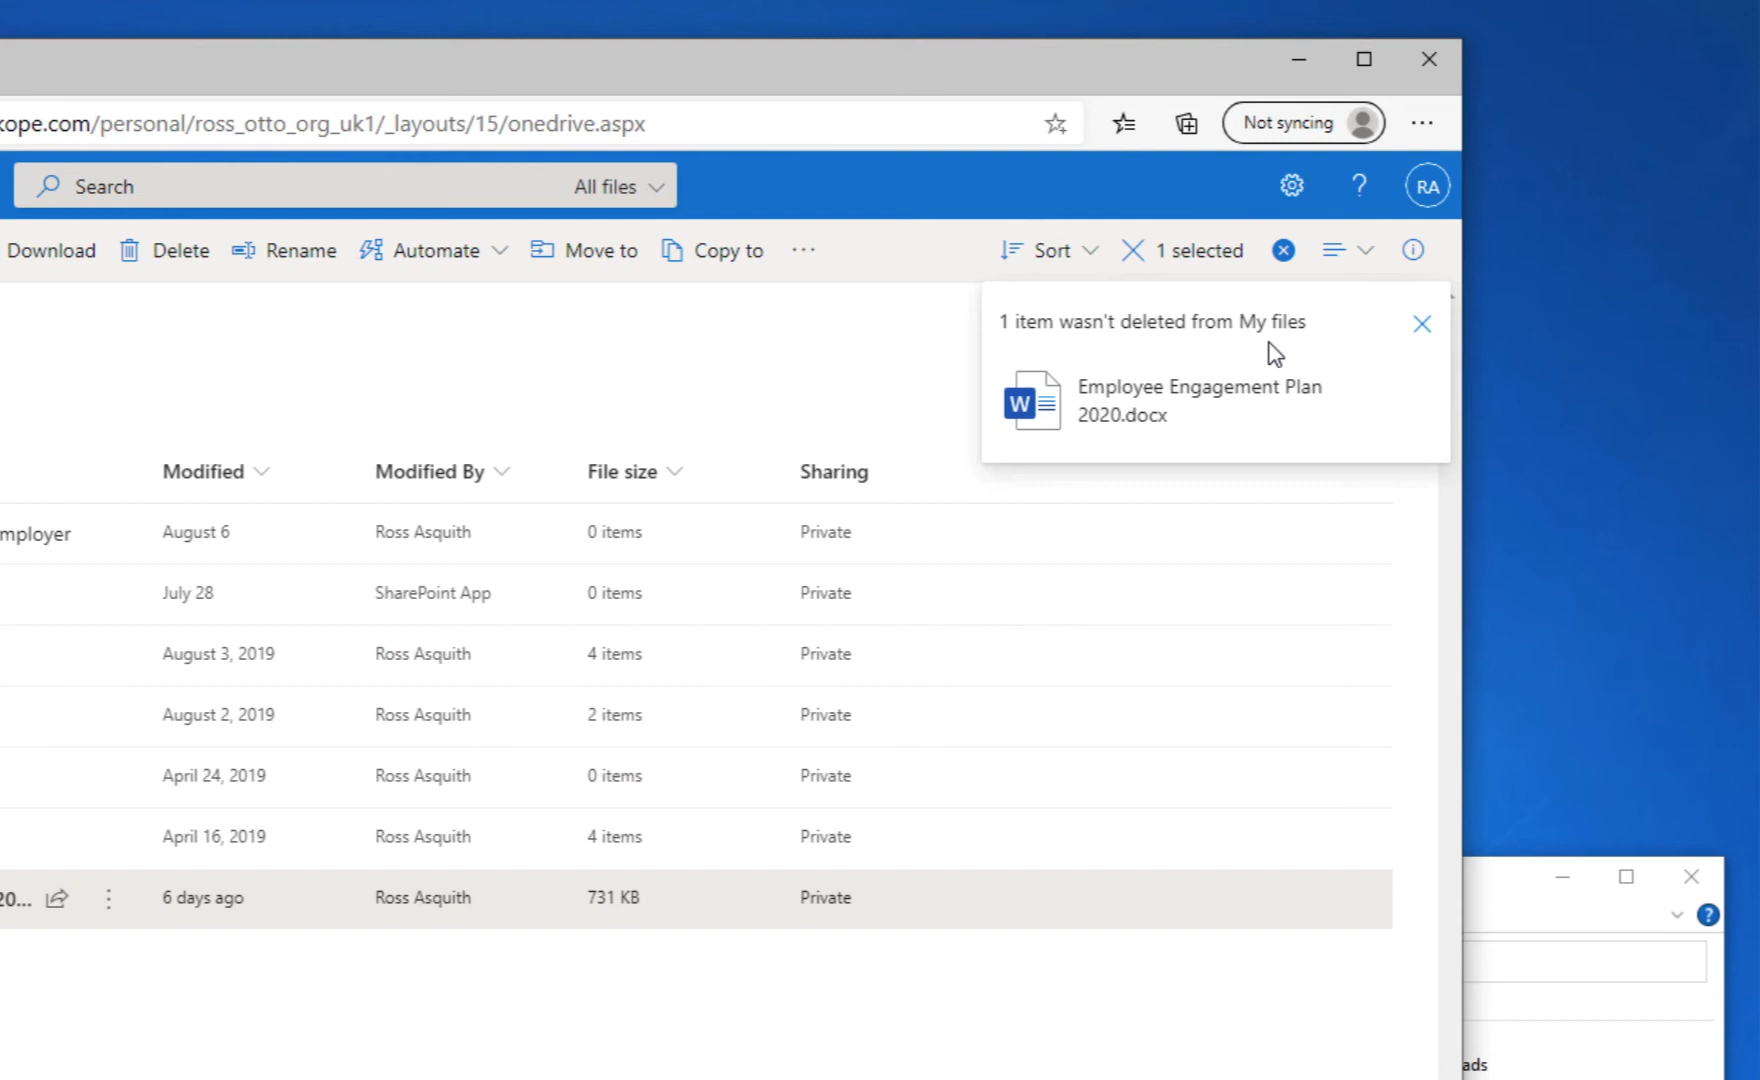 kope.com/personal/ross_otto_org_uk1/_layouts/15/onedrive.aspx
Not syncing
Search
All files
RA
Download
Delete
Rename
Automate
Move to
Copy to
Sort
1 selected
1 item wasn't deleted from My files
W
Employee Engagement Plan
2020.docx
Modified
Modified By
File size
Sharing
mployer
August 6
Ross Asquith
0 items
Private
July 28
SharePoint App
0 items
Private
August 3, 2019
Ross Asquith
4 items
Private
August 2, 2019
Ross Asquith
2 items
Private
April 24, 2019
Ross Asquith
0 items
Private
April 16, 2019
Ross Asquith
4 items
Private
20...
6 days ago
Ross Asquith
731 KB
Private
ads